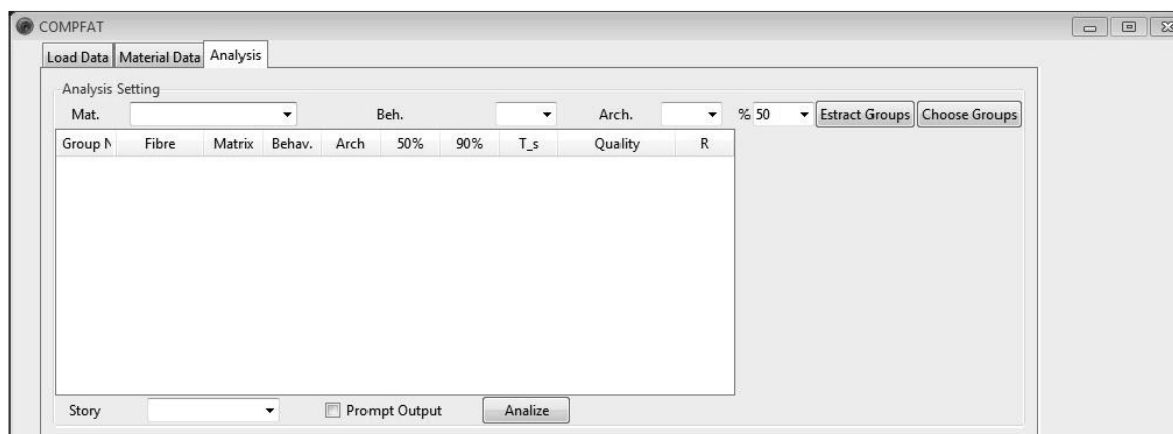 COMPFAT
Load Data Material Data Analysis
Analysis Setting
Mat. Beh. Arch. % 50 Estract Groups Choose Groups
Group N Fibre Matrix Behav. Arch 50% 90% T_s Quality R
Story Prompt Output Analize